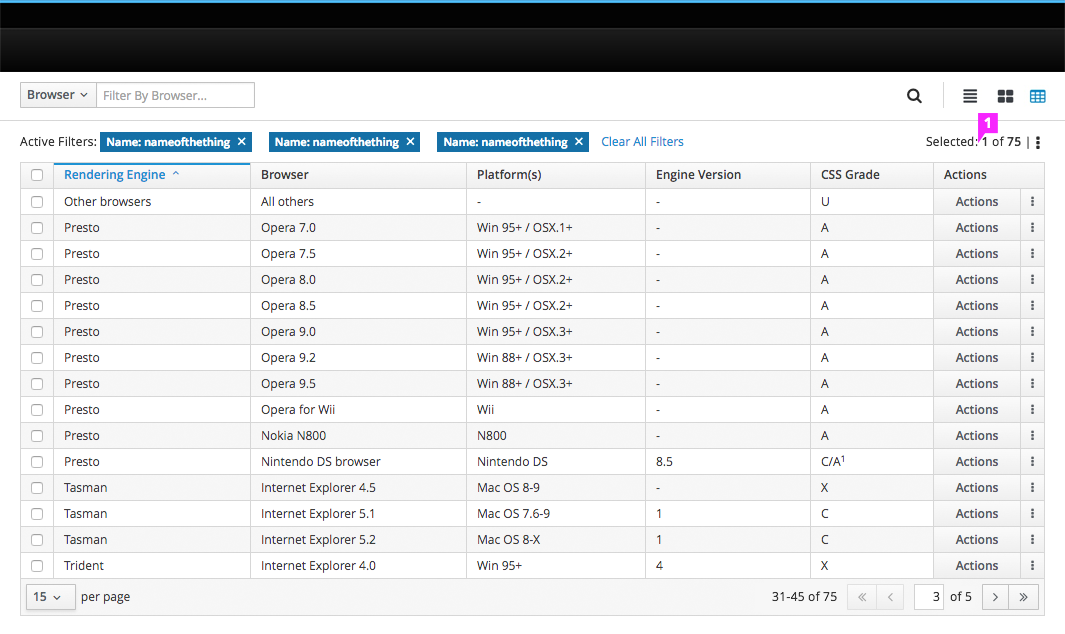 Browser Filter By Browser...
1
Active Filters: Name: nameofthething × Name: nameofthething × Name: nameofthething × Clear All Filters Selected: 1 of 75 |
Rendering Engine Browser Platform(s) Engine Version CSS Grade Actions
Other browsers All others - - U Actions
Presto Opera 7.0 Win 95+ / OSX.1+ - A Actions
Presto Opera 7.5 Win 95+ / OSX.2+ - A Actions
Presto Opera 8.0 Win 95+ / OSX.2+ - A Actions
Presto Opera 8.5 Win 95+ / OSX.2+ - A Actions
Presto Opera 9.0 Win 95+ / OSX.3+ - A Actions
Presto Opera 9.2 Win 88+ / OSX.3+ - A Actions
Presto Opera 9.5 Win 88+ / OSX.3+ - A Actions
Presto Opera for Wii Wii - A Actions
Presto Nokia N800 N800 - A Actions
Presto Nintendo DS browser Nintendo DS 8.5 C/A¹ Actions
Tasman Internet Explorer 4.5 Mac OS 8-9 - X Actions
Tasman Internet Explorer 5.1 Mac OS 7.6-9 1 C Actions
Tasman Internet Explorer 5.2 Mac OS 8-X 1 C Actions
Trident Internet Explorer 4.0 Win 95+ 4 X Actions
15 per page 31-45 of 75 « ‹ 3 of 5 › »